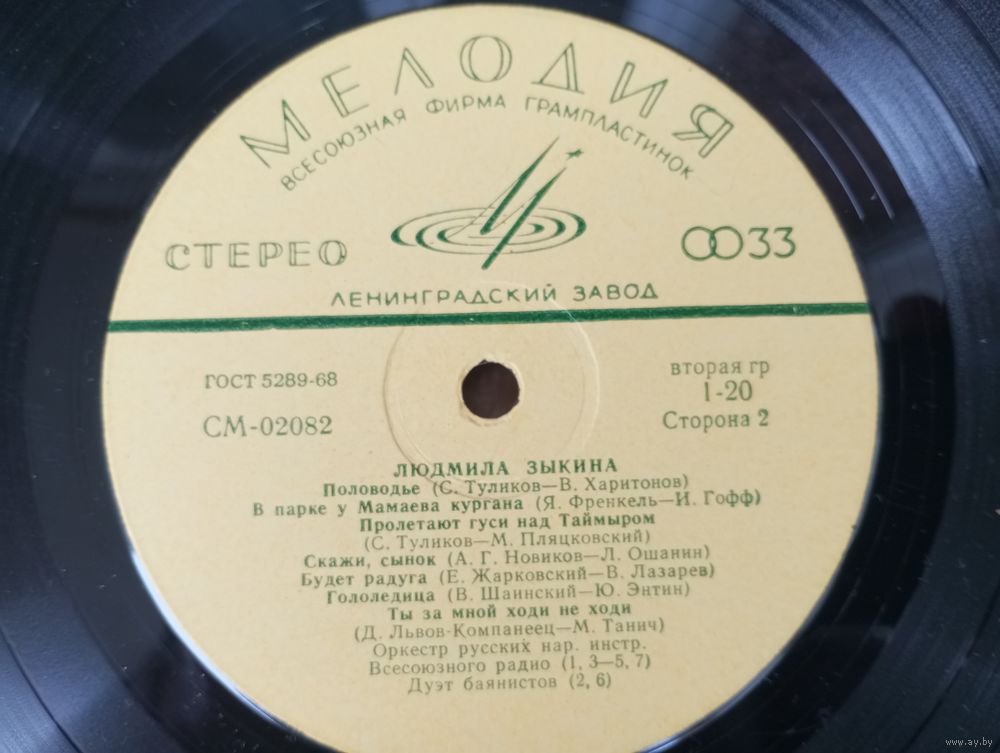 МЕЛОДИЯ
ВСЕСОЮЗНАЯ ФИРМА ГРАМПЛАСТИНОК
СТЕРЕО
33
ЛЕНИНГРАДСКИЙ ЗАВОД
ГОСТ 5289-68
вторая гр
1-20
СМ-02082
Сторона 2
ЛЮДМИЛА ЗЫКИНА
Половодье (С. Туликов—В. Харитонов)
В парке у Мамаева кургана (Я. Френкель—И. Гофф)
Пролетают гуси над Таймыром
(С. Туликов—М. Пляцковский)
Скажи, сынок (А. Г. Новиков—Л. Ошанин)
Будет радуга (Е. Жарковский—В. Лазарев)
Гололедица (В. Шаинский—Ю. Энтин)
Ты за мной ходи не ходи
(Д. Львов-Компанеец—М. Танич)
Оркестр русских нар. инстр.
Всесоюзного радио (1, 3—5, 7)
Дуэт баянистов (2, 6)
www.ay.by